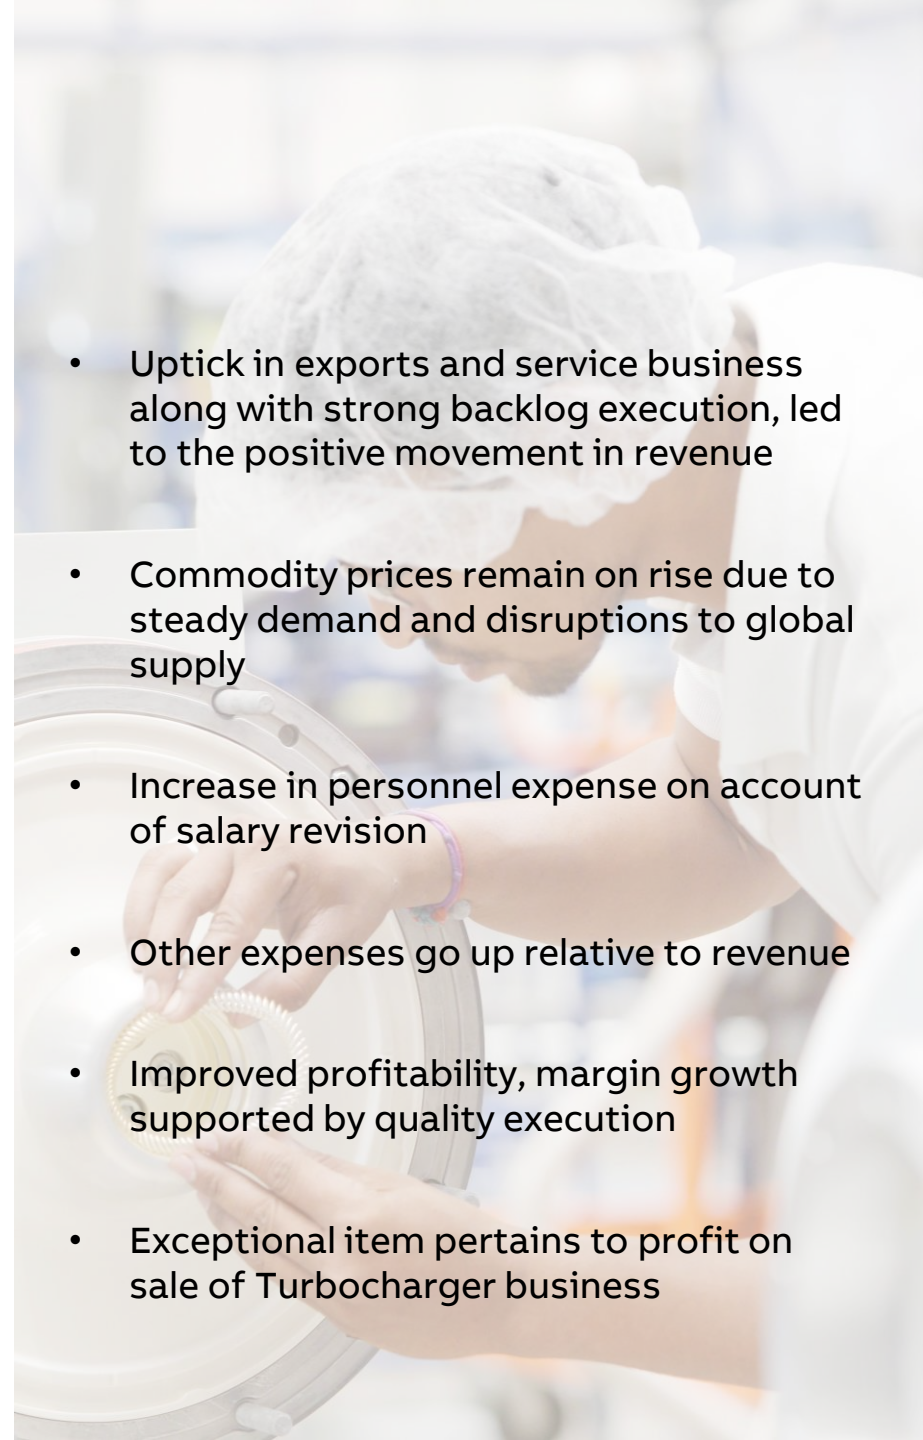 • Uptick in exports and service business
along with strong backlog execution, led
to the positive movement in revenue
• Commodity prices remain on rise due to
steady demand and disruptions to global
supply
• Increase in personnel expense on account
of salary revision
• Other expenses go up relative to revenue
• Improved profitability, margin growth
supported by quality execution
• Exceptional item pertains to profit on
sale of Turbocharger business